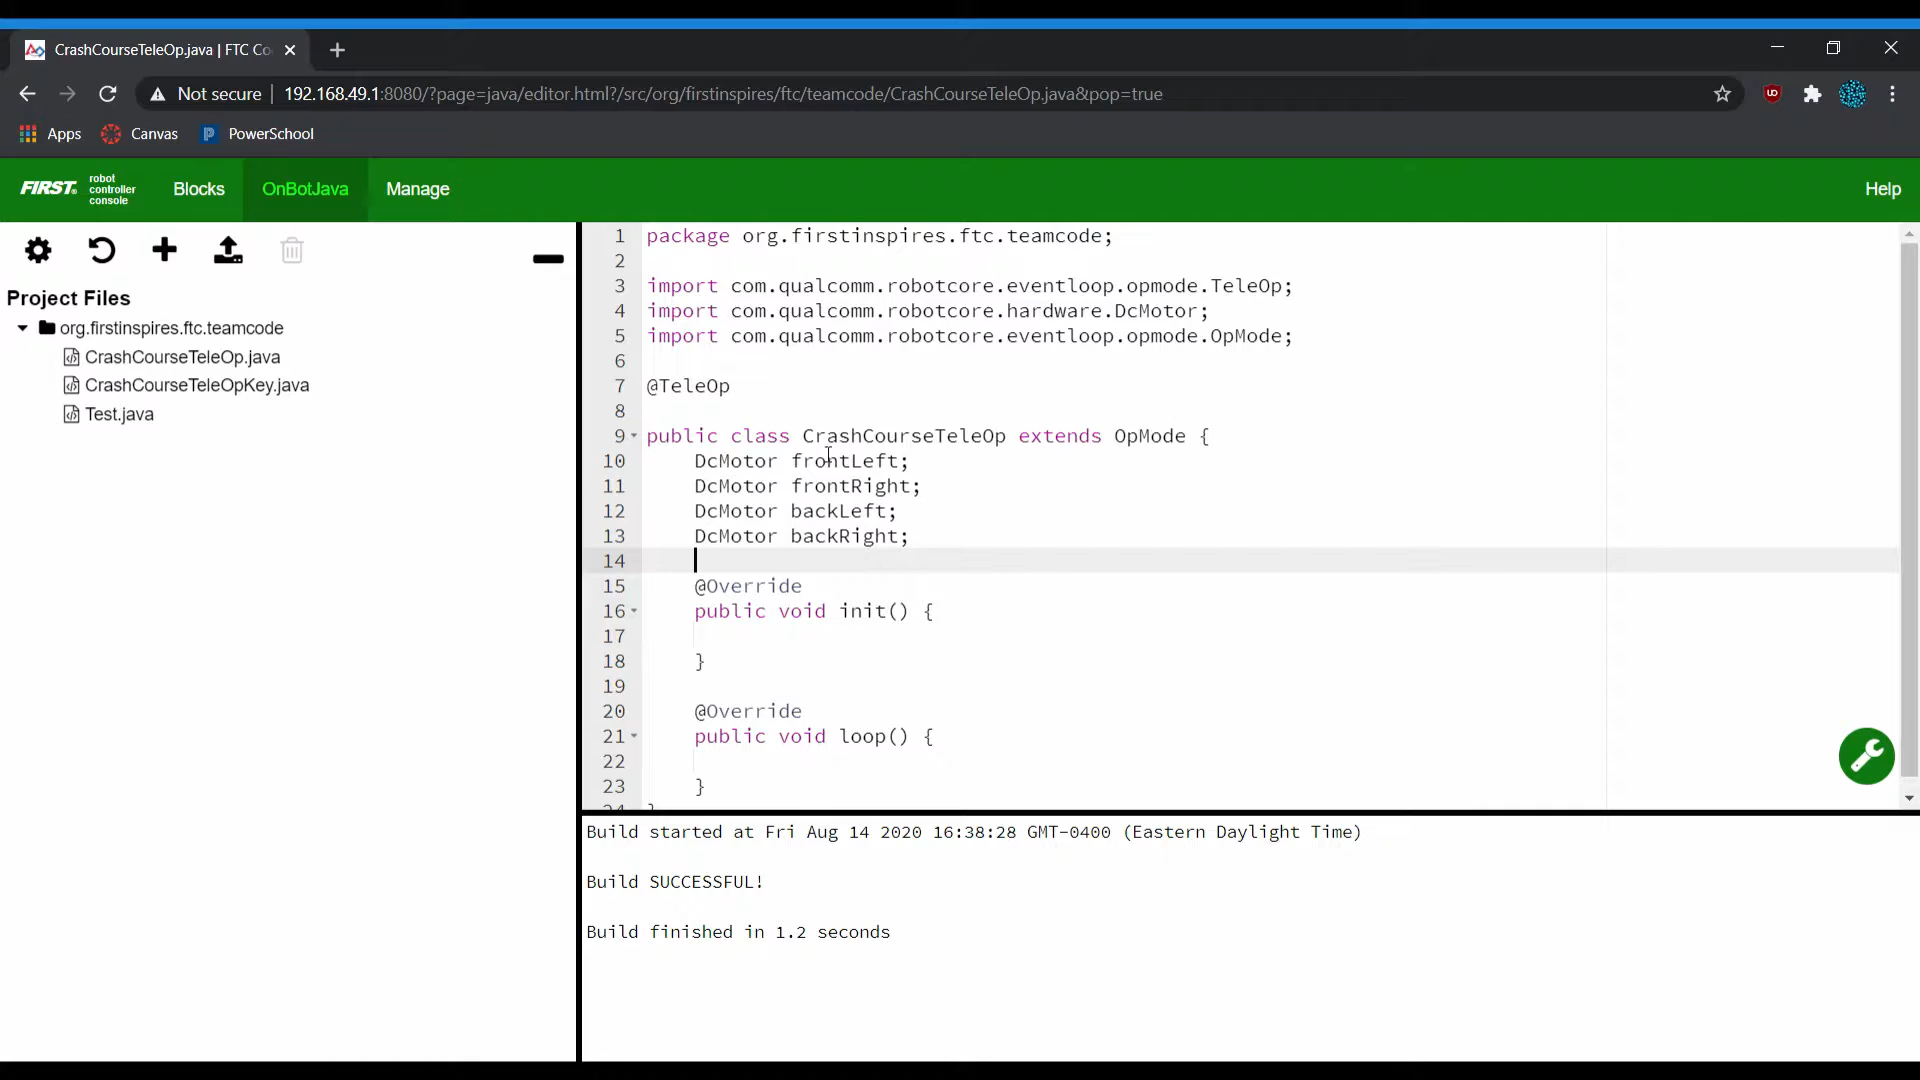 CrashCourseTeleOp.java | FTC Co
Not secure | 192.168.49.1:8080/?page=java/editor.html?/src/org/firstinspires/ftc/teamcode/CrashCourseTeleOp.java&pop=true
Apps Canvas PowerSchool
FIRST robot controller console Blocks OnBotJava Manage Help
Project Files
org.firstinspires.ftc.teamcode
CrashCourseTeleOp.java
CrashCourseTeleOpKey.java
Test.java
1 package org.firstinspires.ftc.teamcode;
2
3 import com.qualcomm.robotcore.eventloop.opmode.TeleOp;
4 import com.qualcomm.robotcore.hardware.DcMotor;
5 import com.qualcomm.robotcore.eventloop.opmode.OpMode;
6
7 @TeleOp
8
9 public class CrashCourseTeleOp extends OpMode {
10 DcMotor frontLeft;
11 DcMotor frontRight;
12 DcMotor backLeft;
13 DcMotor backRight;
14
15 @Override
16 public void init() {
17
18 }
19
20 @Override
21 public void loop() {
22
23 }
Build started at Fri Aug 14 2020 16:38:28 GMT-0400 (Eastern Daylight Time)
Build SUCCESSFUL!
Build finished in 1.2 seconds